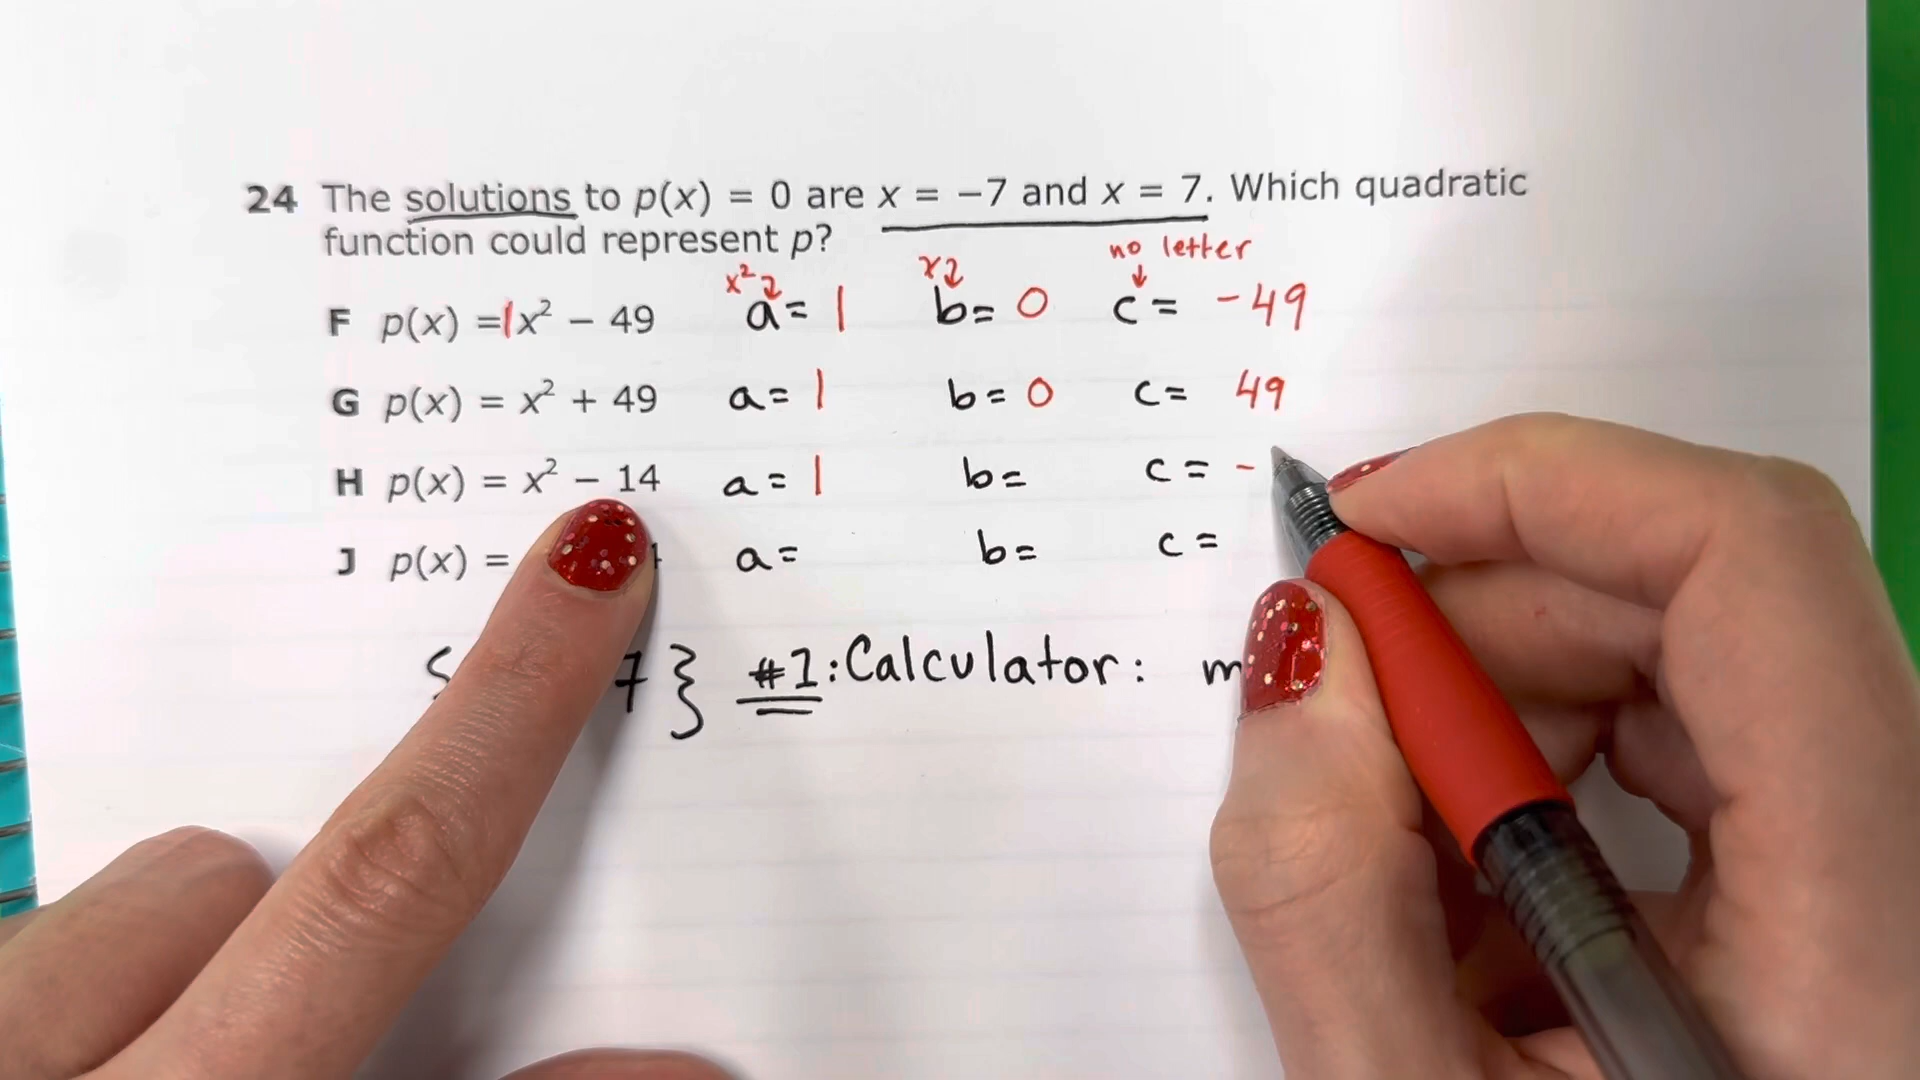 24 The solutions to p(x) = 0 are x = −7 and x = 7. Which quadratic
function could represent p?
no letter
x² x
F p(x) =1x² − 49 a= 1 b= 0 c= -49
G p(x) = x² + 49 a= 1 b= 0 c= 49
H p(x) = x² − 14 a= 1 b= c= -
J p(x) = a= b= c=
{ 7} #1:Calculator: